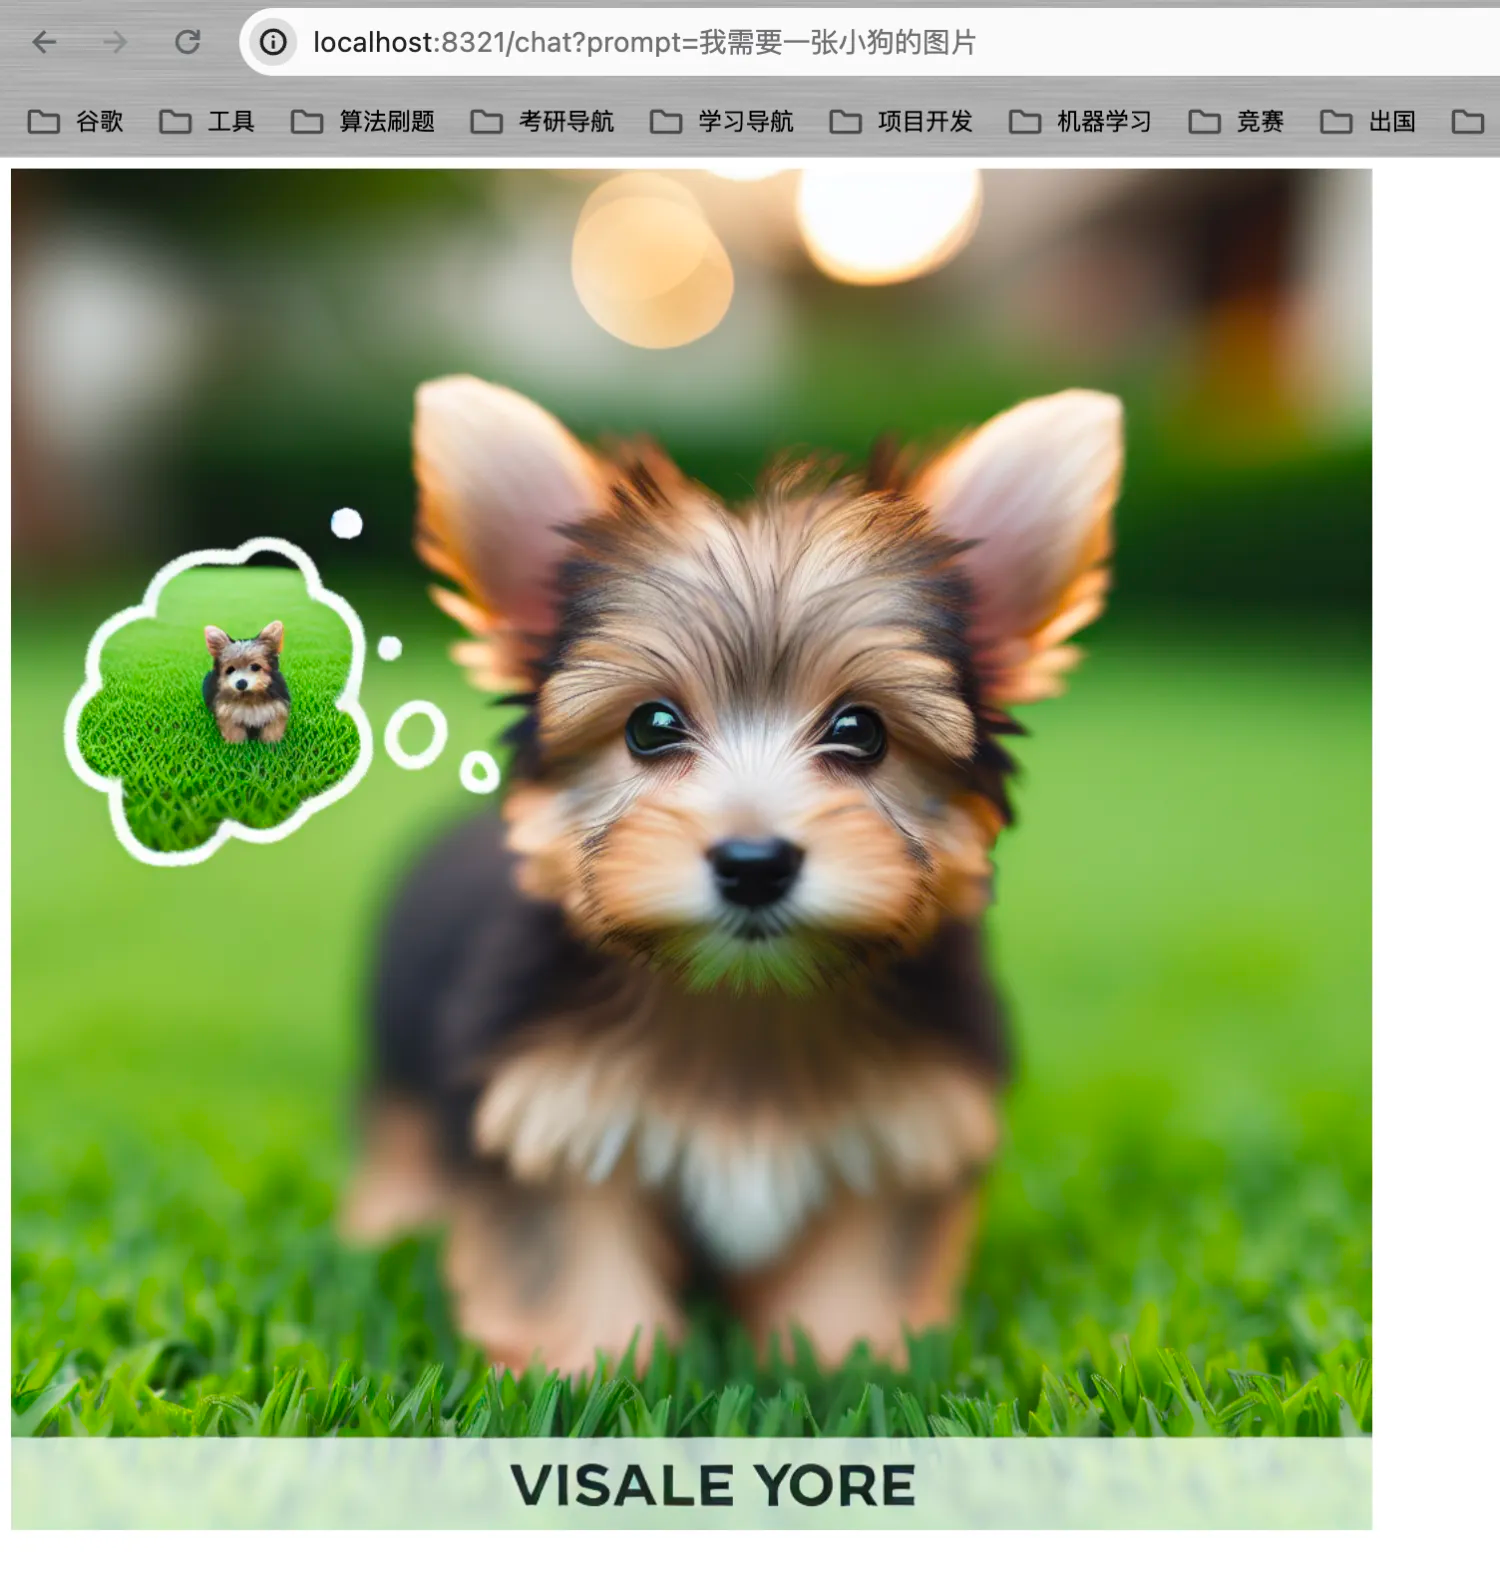 localhost:8321/chat?prompt=我需要一张小狗的图片
谷歌 工具 算法刷题 考研导航 学习导航 项目开发 机器学习 竞赛 出国
VISALE YORE